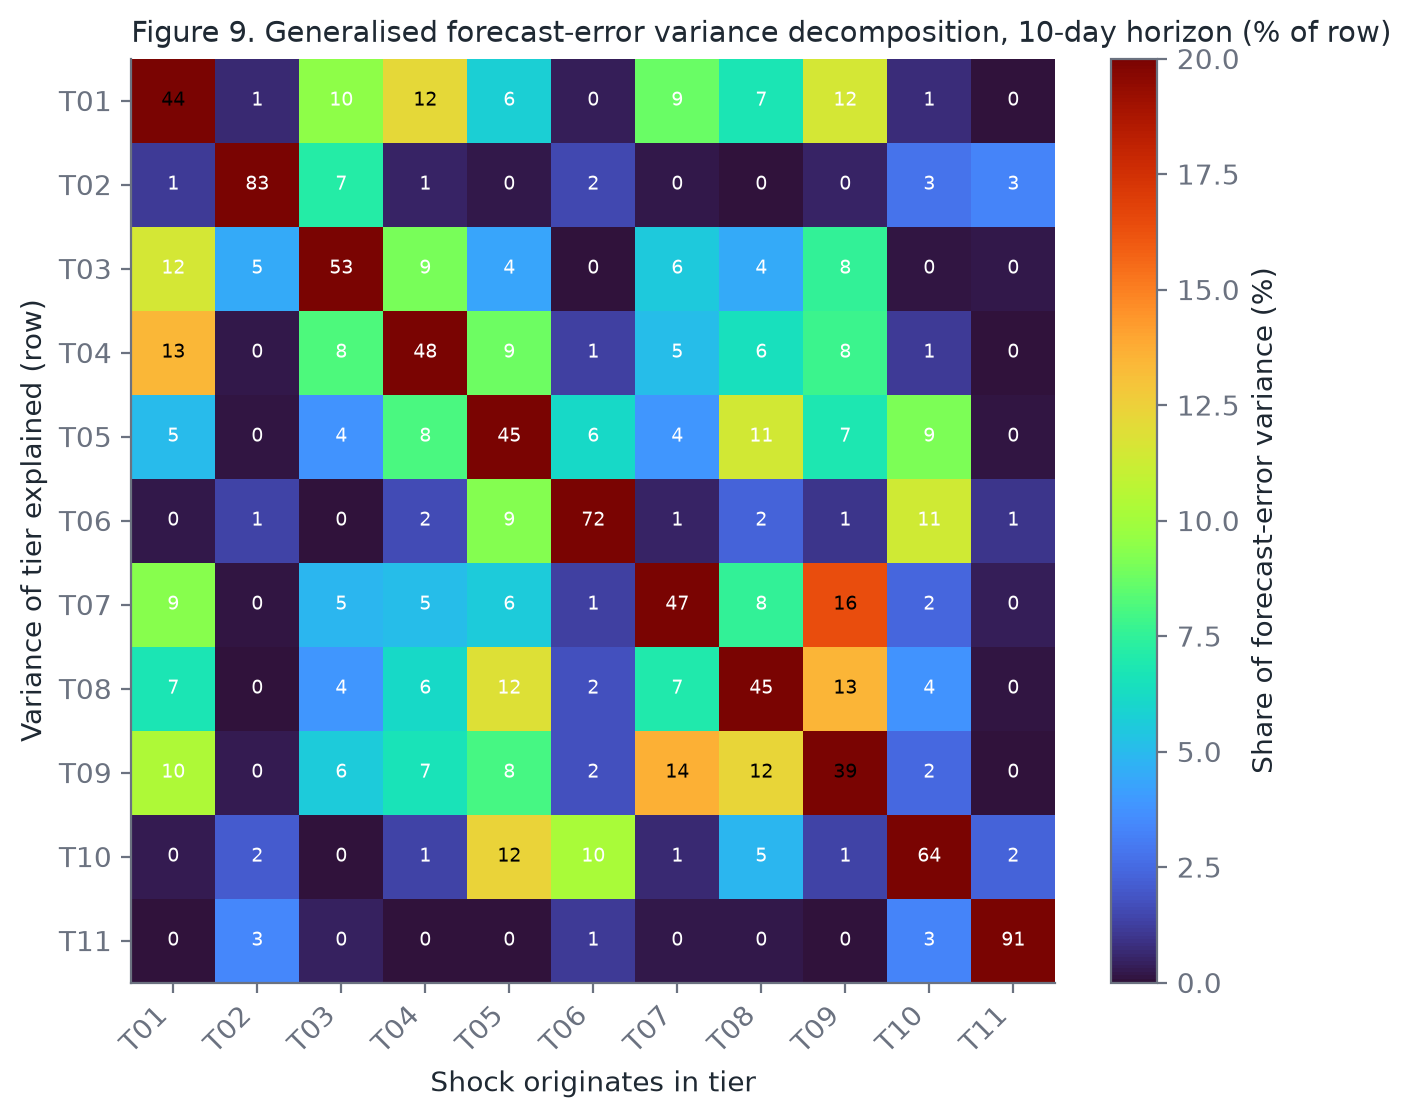 Figure 9. Generalised forecast-error variance decomposition, 10-day horizon (% of row)
T01 44 1 10 12 6 0 9 7 12 1 0
T02 1 83 7 1 0 2 0 0 0 3 3
T03 12 5 53 9 4 0 6 4 8 0 0
T04 13 0 8 48 9 1 5 6 8 1 0
T05 5 0 4 8 45 6 4 11 7 9 0
T06 0 1 0 2 9 72 1 2 1 11 1
T07 9 0 5 5 6 1 47 8 16 2 0
T08 7 0 4 6 12 2 7 45 13 4 0
T09 10 0 6 7 8 2 14 12 39 2 0
T10 0 2 0 1 12 10 1 5 1 64 2
T11 0 3 0 0 0 1 0 0 0 3 91
T01 T02 T03 T04 T05 T06 T07 T08 T09 T10 T11
Shock originates in tier
Variance of tier explained (row)
20.0
17.5
15.0
12.5
10.0
7.5
5.0
2.5
0.0
Share of forecast-error variance (%)